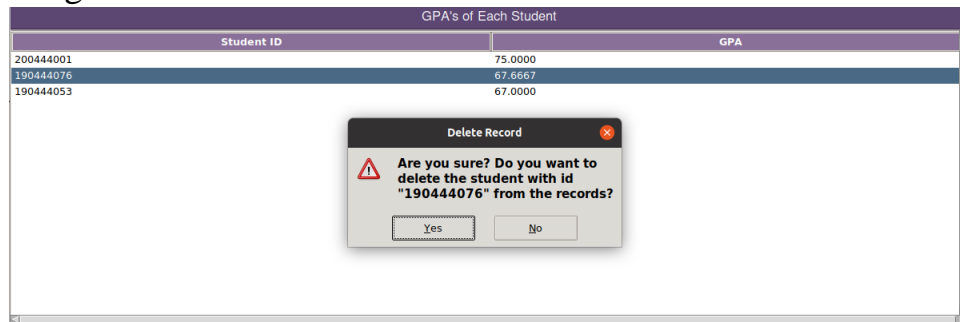 GPA's of Each Student
Student ID GPA
200444001 75.0000
190444076 67.6667
190444053 67.0000
Delete Record
Are you sure? Do you want to
delete the student with id
"190444076" from the records?
Yes No